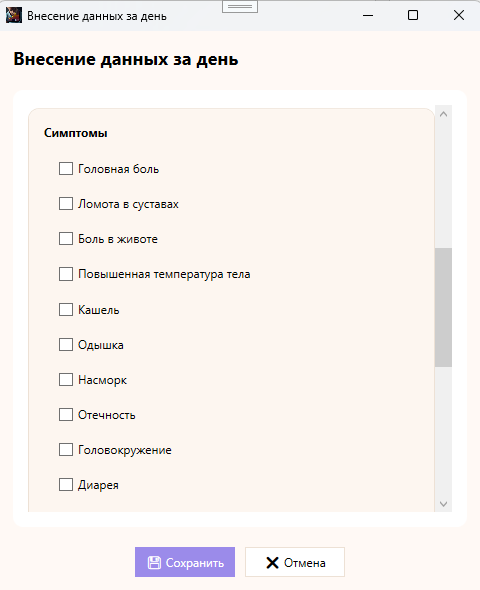 Внесение данных за день
Внесение данных за день
Симптомы
Головная боль
Ломота в суставах
Боль в животе
Повышенная температура тела
Кашель
Одышка
Насморк
Отечность
Головокружение
Диарея
Сохранить
Отмена